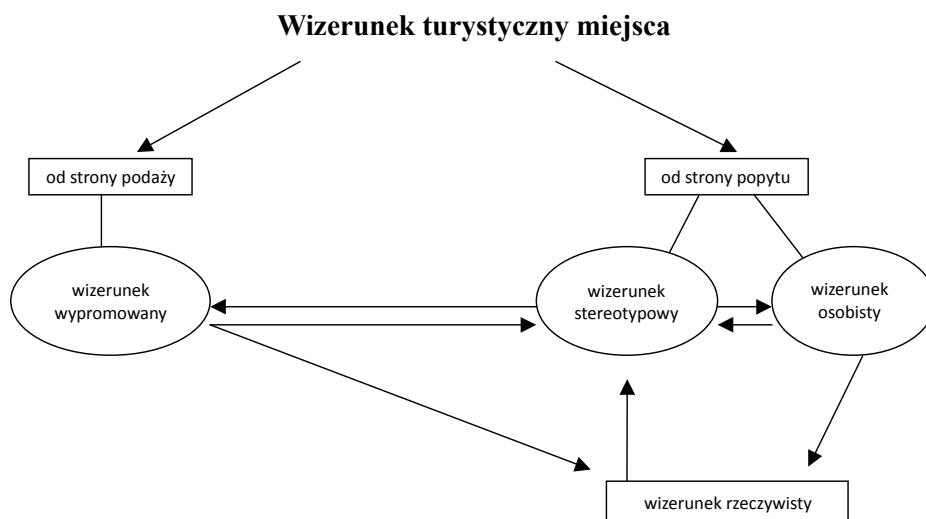 Wizerunek turystyczny miejsca
od strony podaży
od strony popytu
wizerunek
wypromowany
wizerunek
stereotypowy
wizerunek
osobisty
wizerunek rzeczywisty